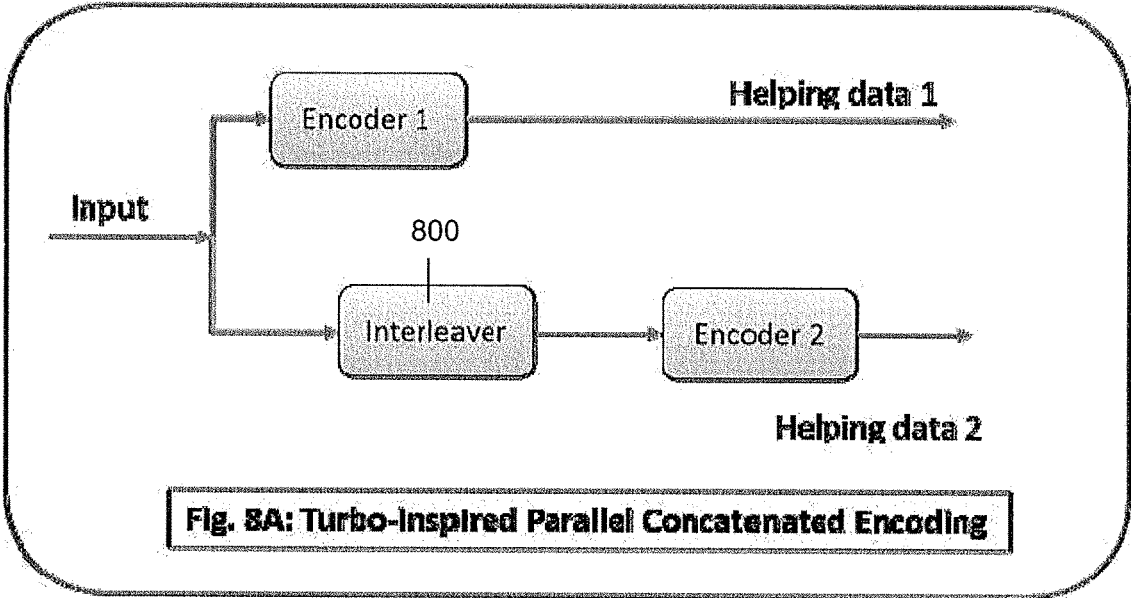 Helping data 1
Encoder 1
Input
800
Interleaver
Encoder 2
Helping data 2
Fig. 8A: Turbo-Inspired Parallel Concatenated Encoding